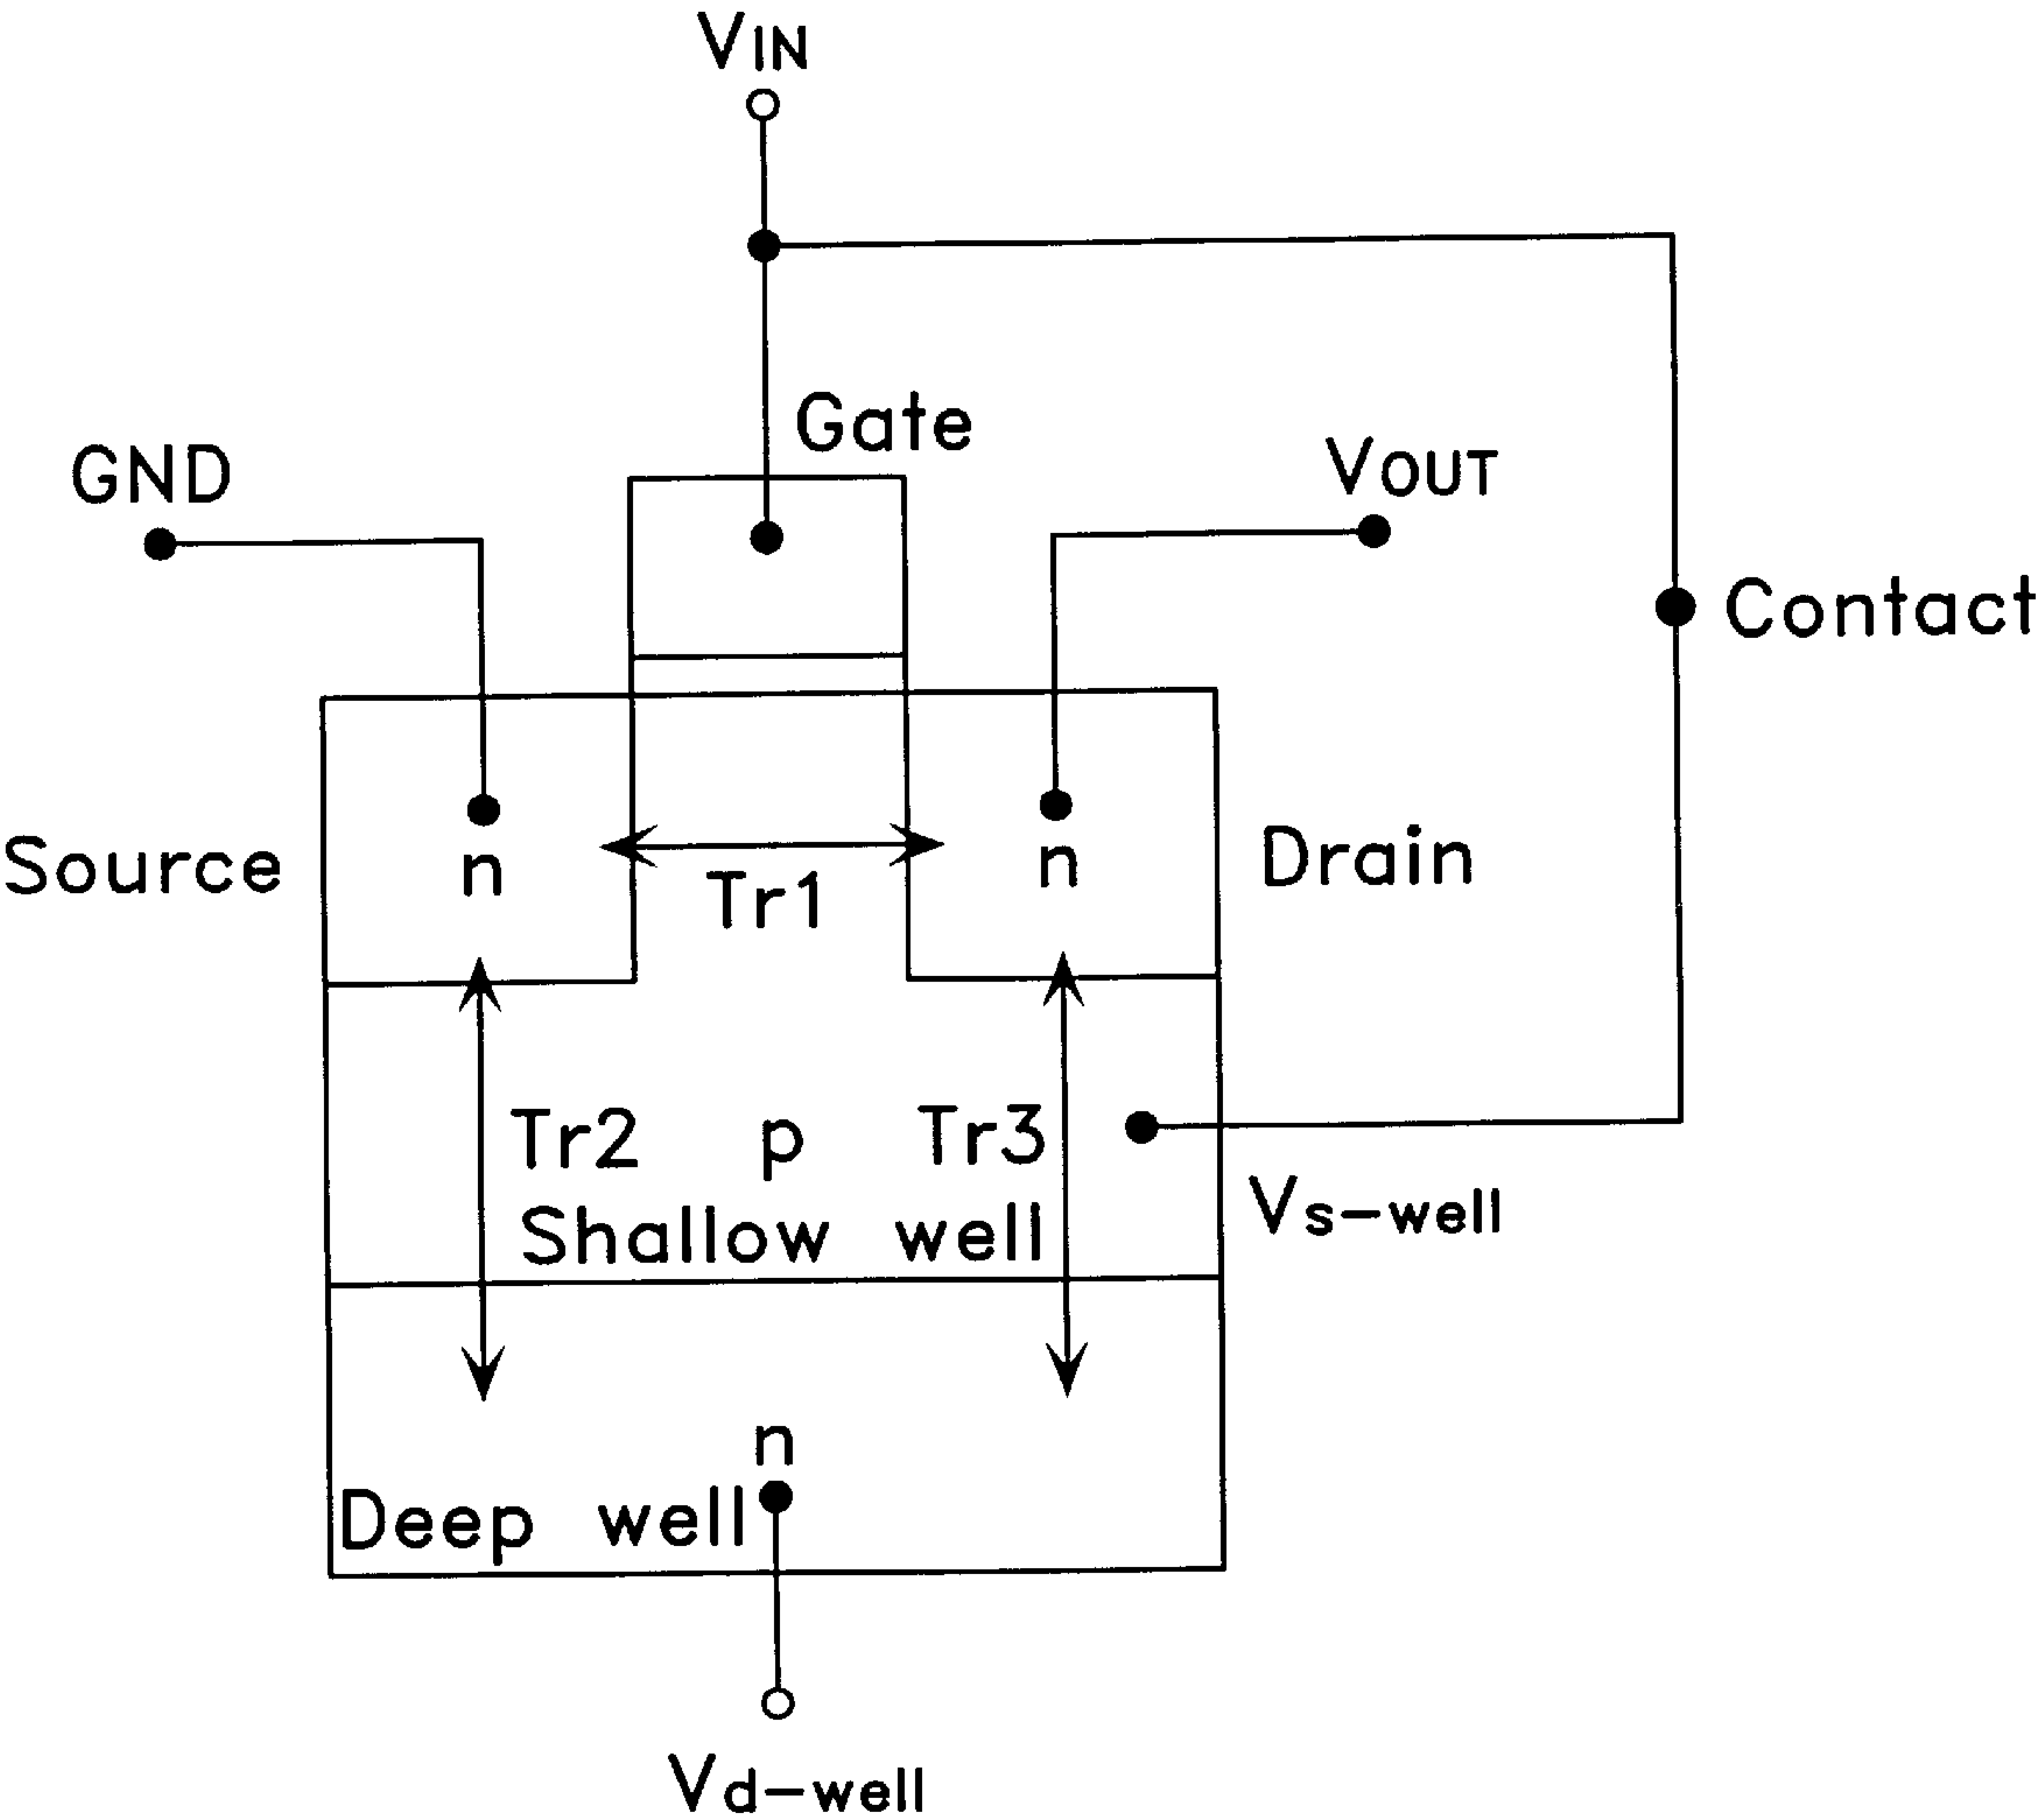 VIN
Gate
GND
VOUT
Contact
Source
n
n
Drain
Tr1
Tr2 p Tr3
Shallow well
Vs-well
n
Deep well
Vd-well